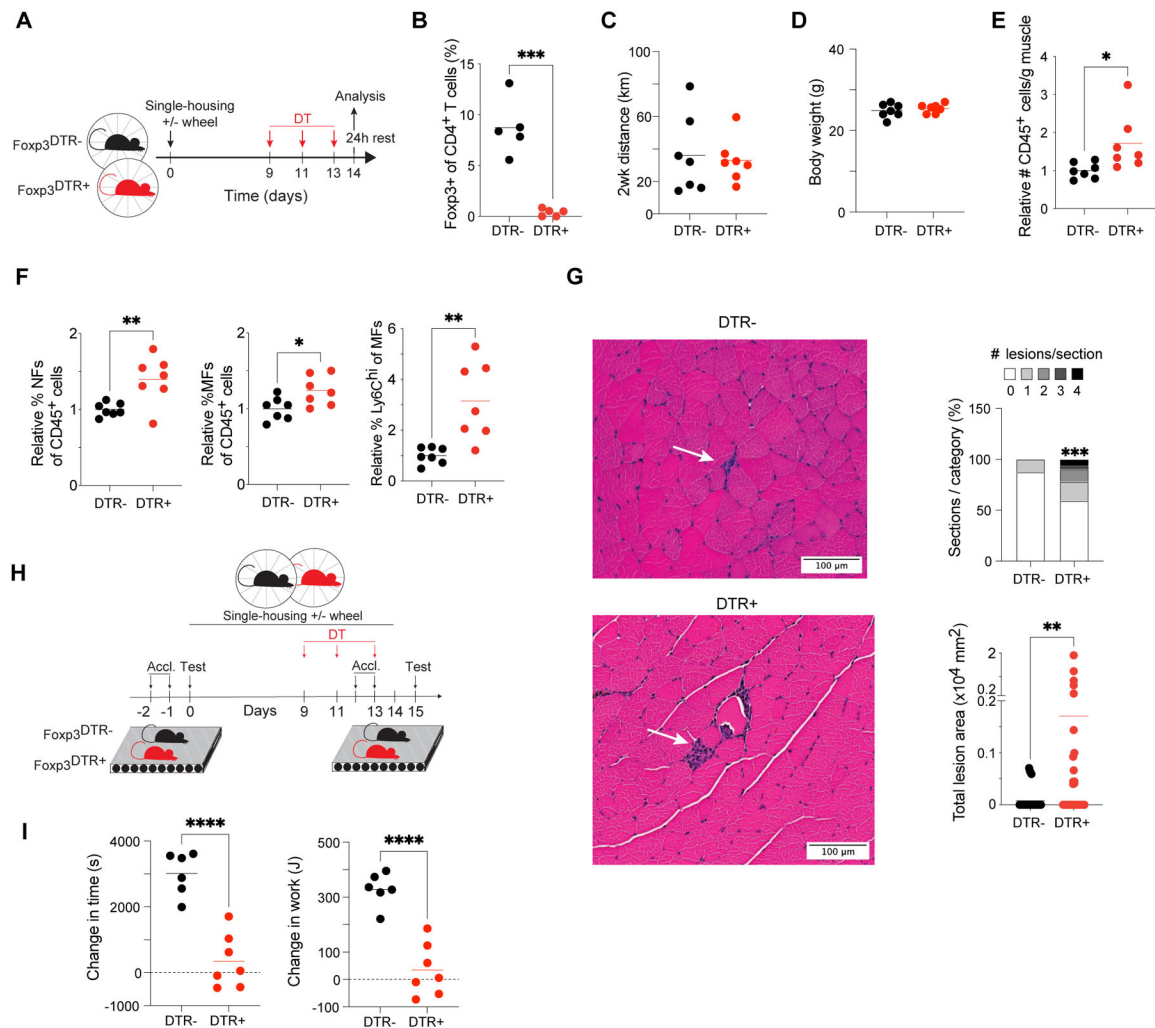 A
Single-housing
+/- wheel
DT
Analysis
24h rest
Foxp3DTR-
Foxp3DTR+
0
9
11
13
14
Time (days)
B
Foxp3+ of CD4+ T cells (%)
***
15
10
5
0
DTR- DTR+
C
2wk distance (km)
100
80
60
40
20
0
DTR- DTR+
D
Body weight (g)
40
20
0
DTR- DTR+
E
Relative # CD45+ cells/g muscle
*
4
3
2
1
0
DTR- DTR+
F
Relative % NFs
of CD45+ cells
**
2
1
0
DTR- DTR+
Relative %MFs
of CD45+ cells
*
2
1
0
DTR- DTR+
Relative % Ly6Chi of MFs
**
6
4
2
0
DTR- DTR+
G
DTR-
100 µm
DTR+
100 µm
# lesions/section
0 1 2 3 4
Sections / category (%)
***
150
100
50
0
DTR- DTR+
Total lesion area (x104 mm2)
**
2
0.2
0.2
0.1
0
DTR- DTR+
H
Single-housing +/- wheel
DT
Accl. Test
Accl. Test
-2 -1 0 Days 9 11 13 14 15
Foxp3DTR-
Foxp3DTR+
I
Change in time (s)
****
4000
2000
0
-1000
DTR- DTR+
Change in work (J)
****
500
300
100
0
-100
DTR- DTR+